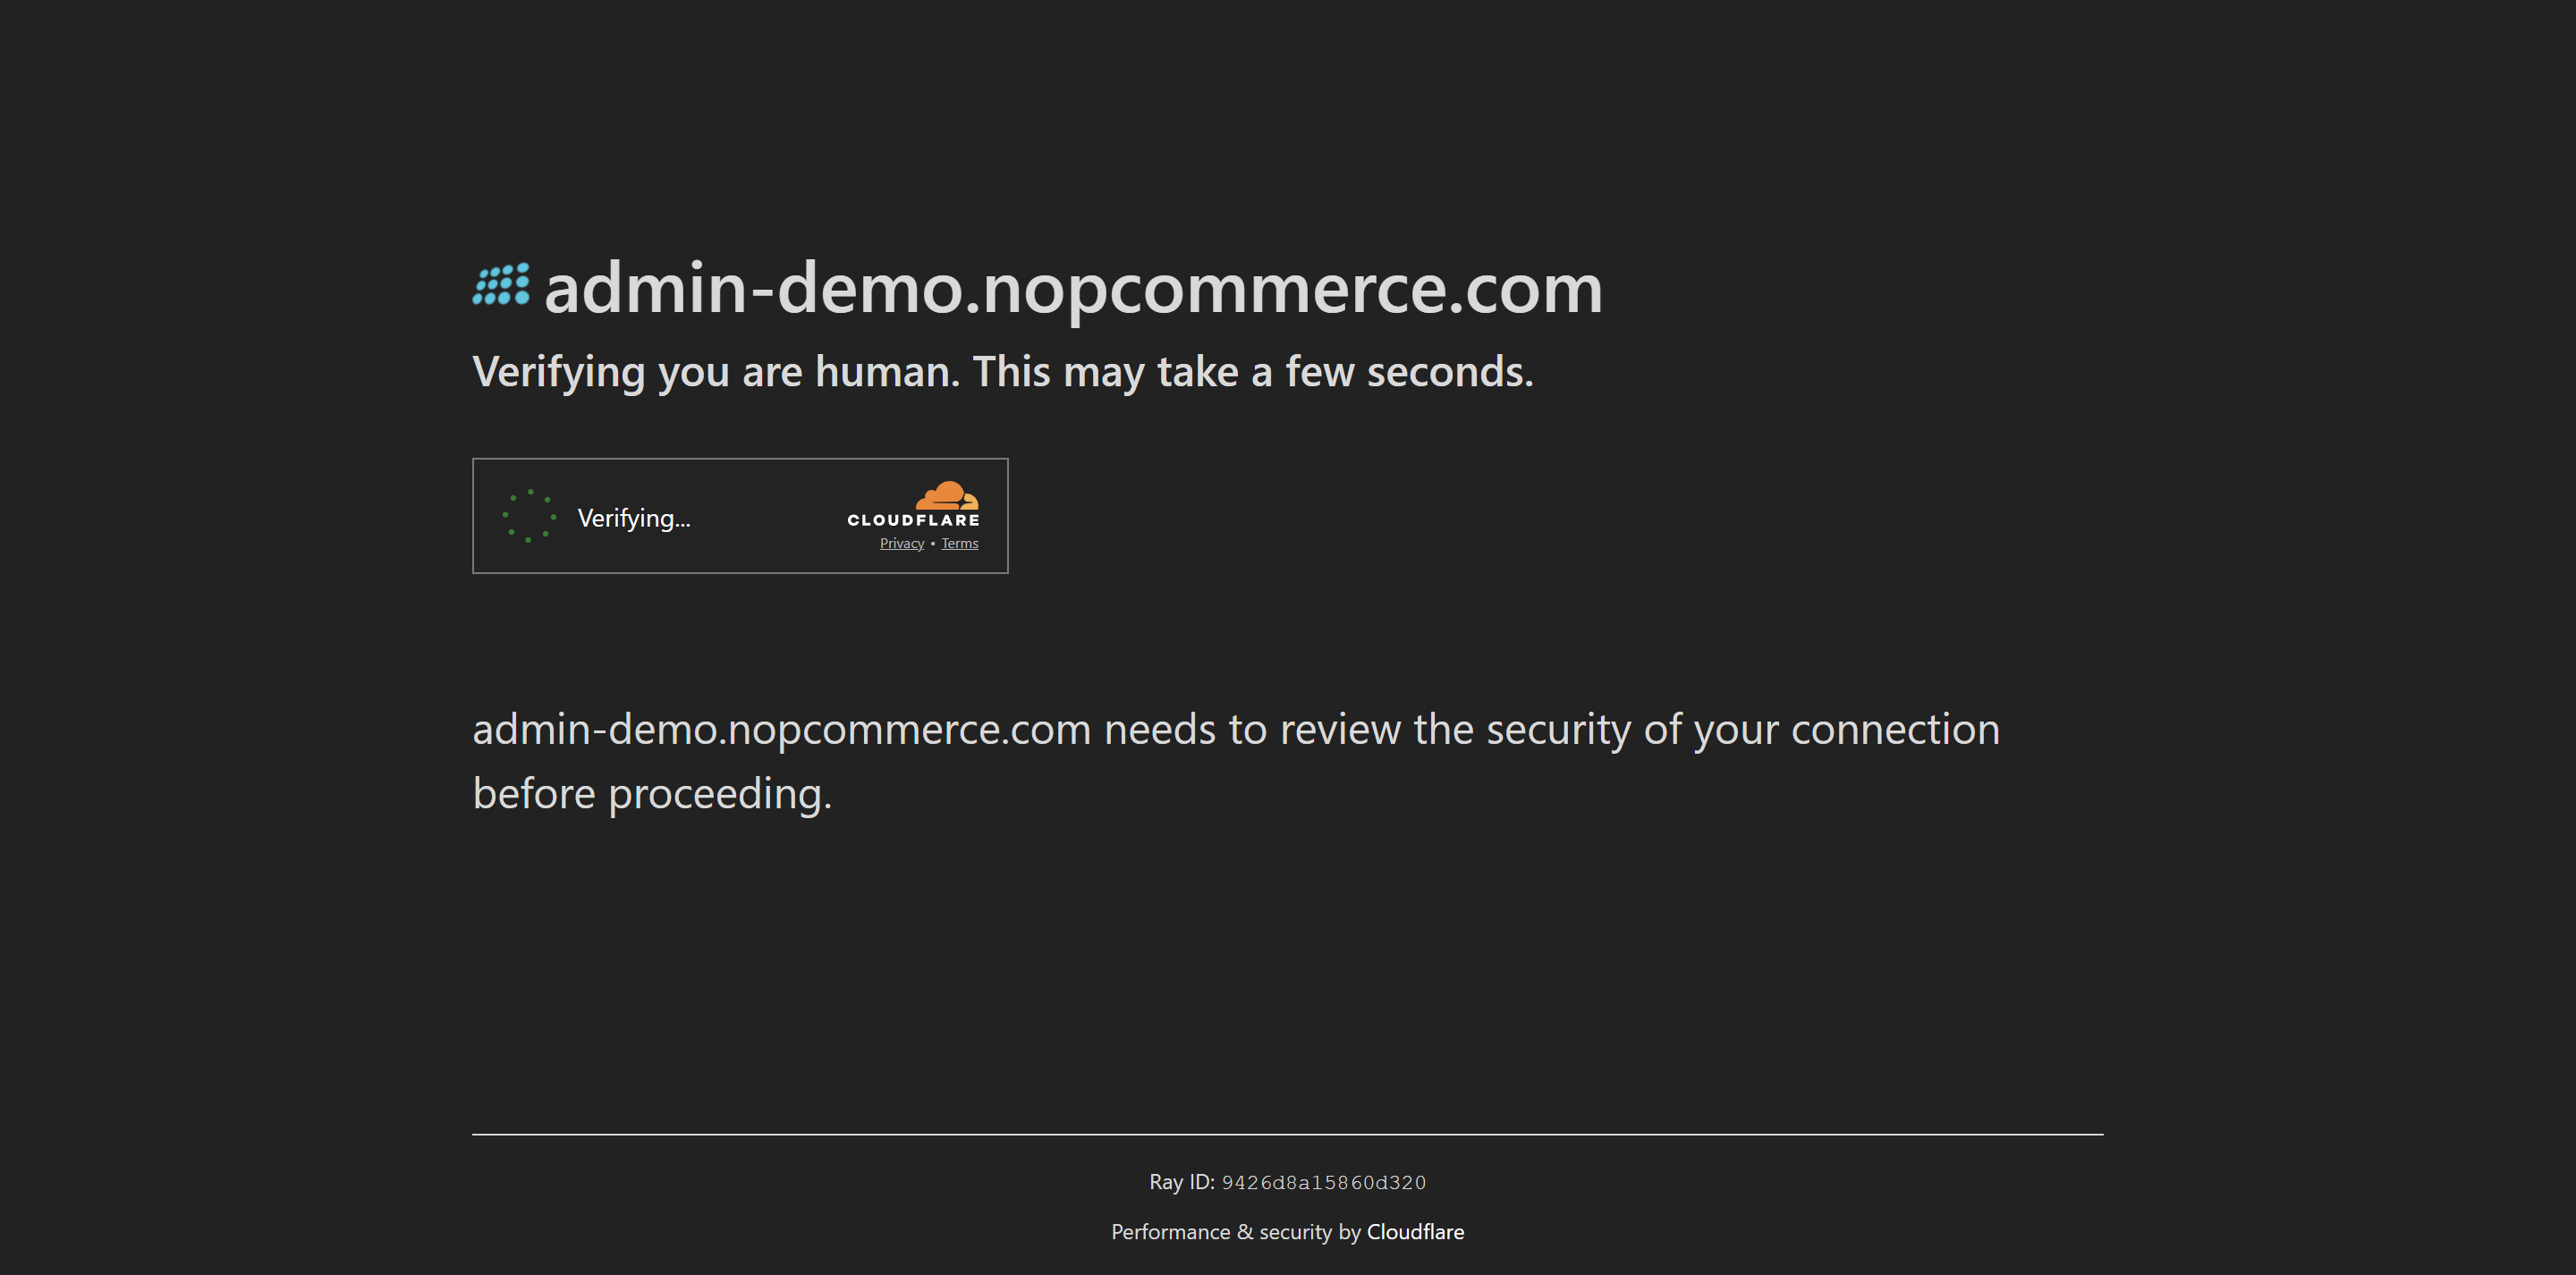 admin-demo.nopcommerce.com
Verifying you are human. This may take a few seconds.
Verifying...
CLOUDFLARE
Privacy • Terms
admin-demo.nopcommerce.com needs to review the security of your connection
before proceeding.
Ray ID: 9426d8a15860d320
Performance & security by Cloudflare